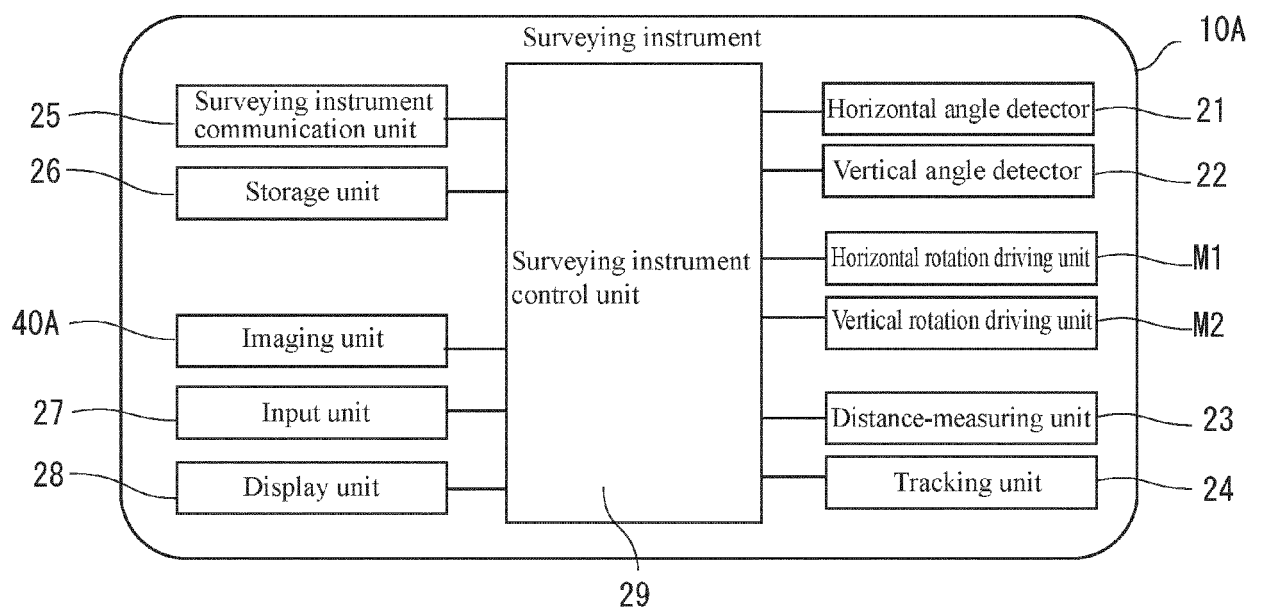 Surveying instrument
10A
25
Surveying instrument
communication unit
26
Storage unit
40A
Imaging unit
27
Input unit
28
Display unit
Surveying instrument
control unit
29
Horizontal angle detector
21
Vertical angle detector
22
Horizontal rotation driving unit
M1
Vertical rotation driving unit
M2
Distance-measuring unit
23
Tracking unit
24